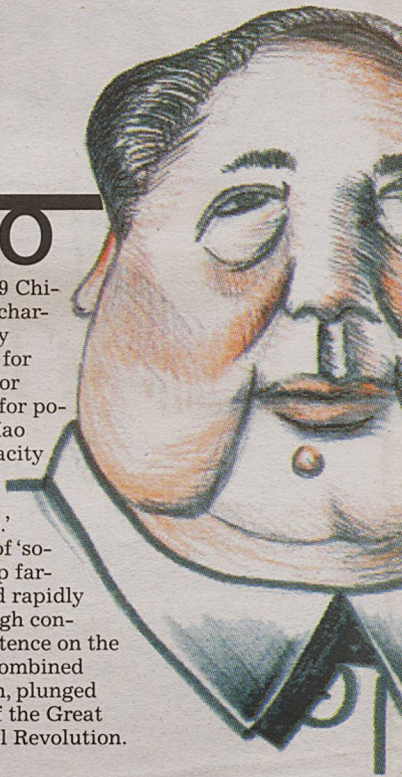 o
9 Chi-
char-
y
for
or
for po-
Mao
acity
.’
of ‘so-
p far-
d rapidly
gh con-
tence on the
ombined
n, plunged
f the Great
l Revolution.